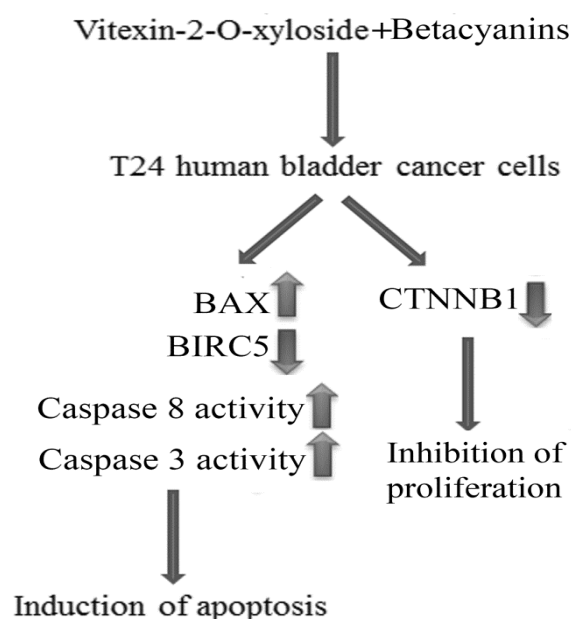 Vitexin-2-O-xyloside+Betacyanins
T24 human bladder cancer cells
BAX
BIRC5
Caspase 8 activity
Caspase 3 activity
Induction of apoptosis
CTNNB1
Inhibition of
proliferation